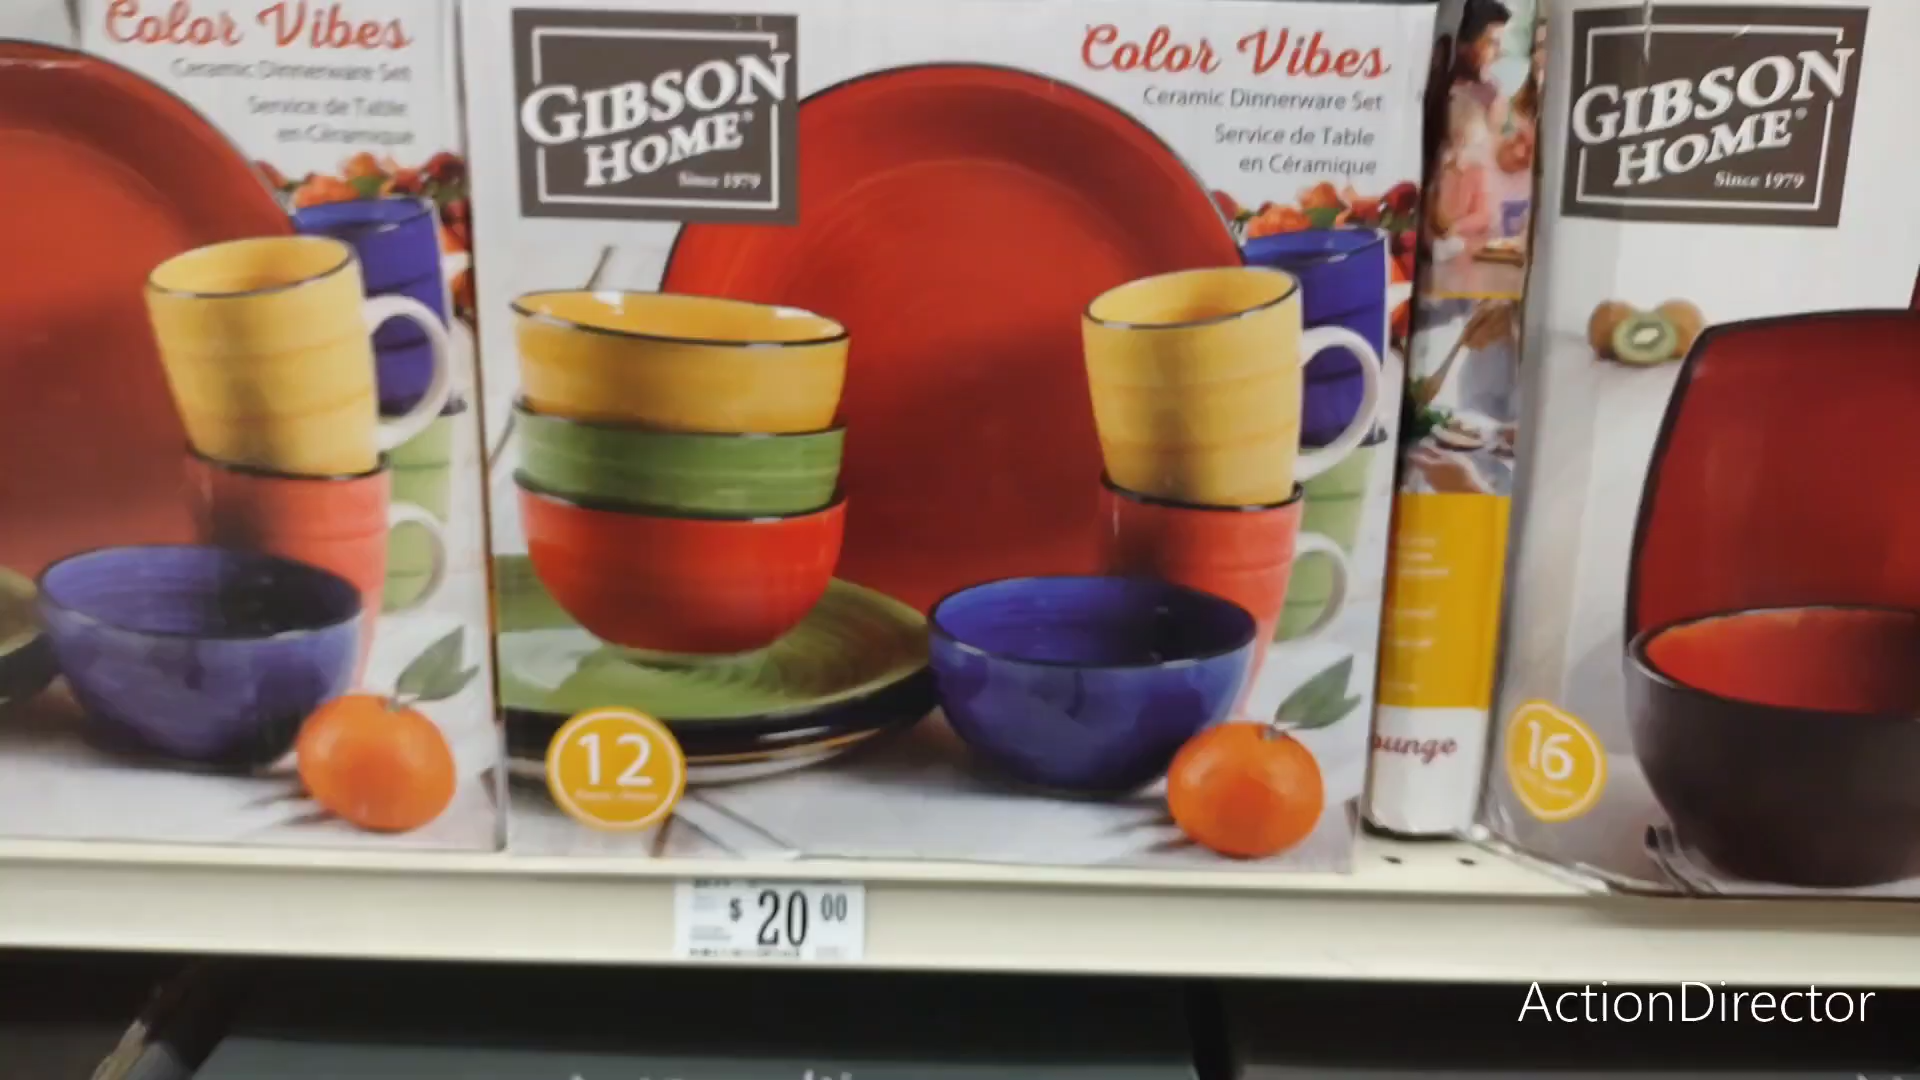 Color Vibes
Ceramic Dinnerware Set
Service de Table
en Céramique
GIBSON
HOME
Since 1979
Color Vibes
Ceramic Dinnerware Set
Service de Table
en Céramique
12
ounge
GIBSON
HOME
Since 1979
16
$ 20 00
ActionDirector